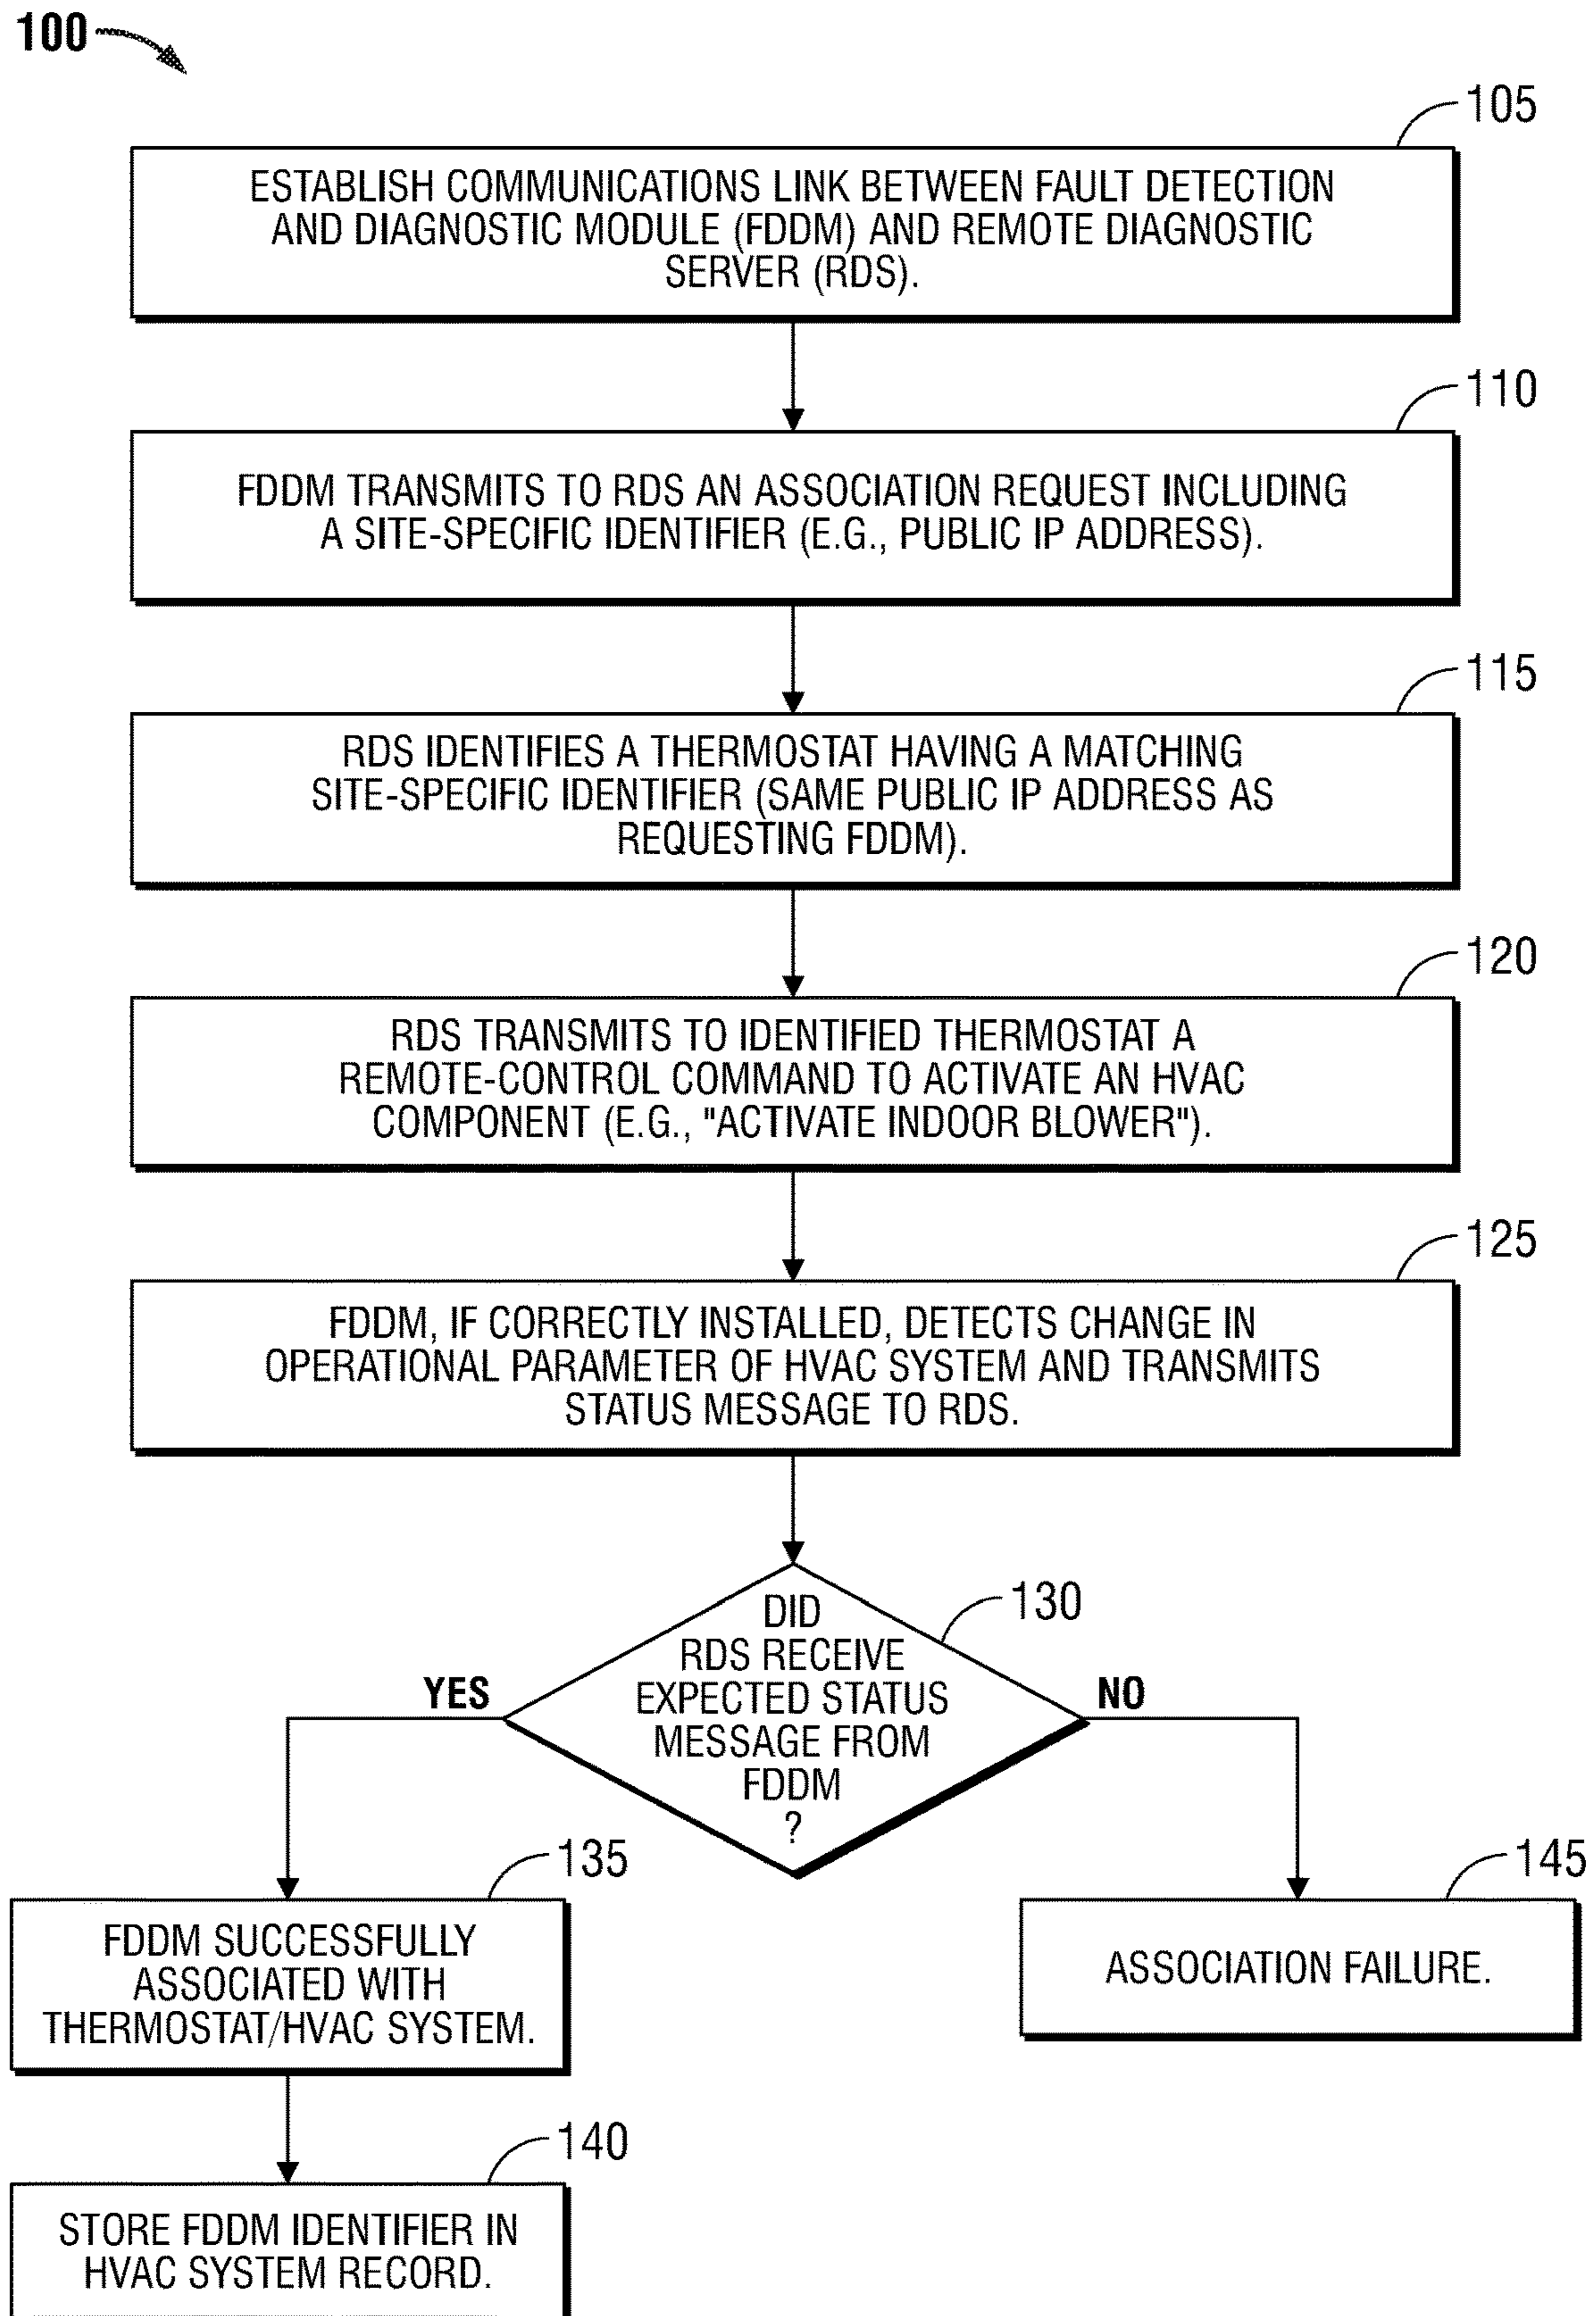 100
105
ESTABLISH COMMUNICATIONS LINK BETWEEN FAULT DETECTION
AND DIAGNOSTIC MODULE (FDDM) AND REMOTE DIAGNOSTIC
SERVER (RDS).
110
FDDM TRANSMITS TO RDS AN ASSOCIATION REQUEST INCLUDING
A SITE-SPECIFIC IDENTIFIER (E.G., PUBLIC IP ADDRESS).
115
RDS IDENTIFIES A THERMOSTAT HAVING A MATCHING
SITE-SPECIFIC IDENTIFIER (SAME PUBLIC IP ADDRESS AS
REQUESTING FDDM).
120
RDS TRANSMITS TO IDENTIFIED THERMOSTAT A
REMOTE-CONTROL COMMAND TO ACTIVATE AN HVAC
COMPONENT (E.G., "ACTIVATE INDOOR BLOWER").
125
FDDM, IF CORRECTLY INSTALLED, DETECTS CHANGE IN
OPERATIONAL PARAMETER OF HVAC SYSTEM AND TRANSMITS
STATUS MESSAGE TO RDS.
130
DID
RDS RECEIVE
EXPECTED STATUS
MESSAGE FROM
FDDM
?
YES
NO
135
FDDM SUCCESSFULLY
ASSOCIATED WITH
THERMOSTAT/HVAC SYSTEM.
145
ASSOCIATION FAILURE.
140
STORE FDDM IDENTIFIER IN
HVAC SYSTEM RECORD.